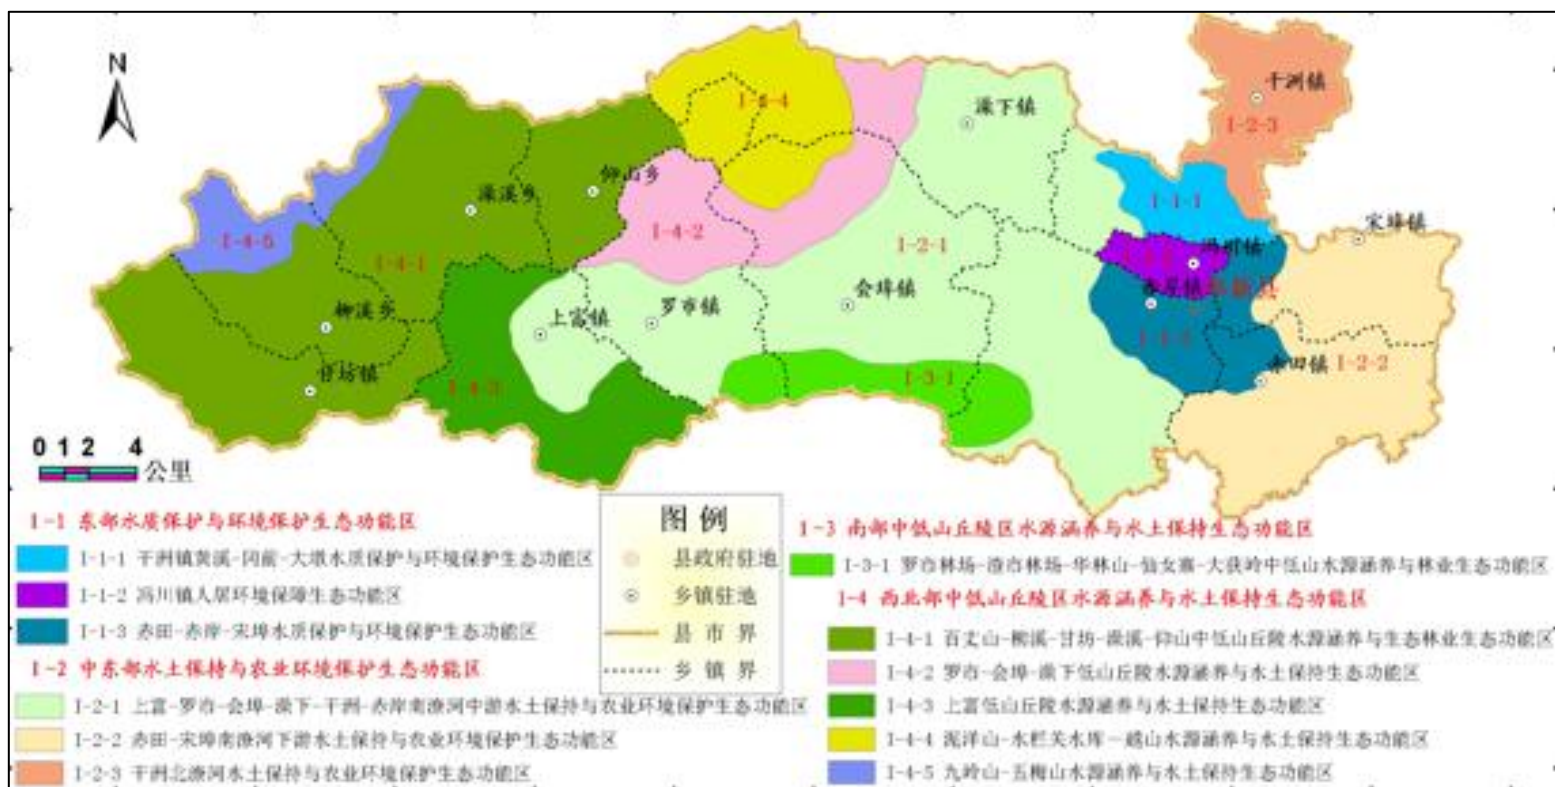 N
干洲镇
澡下镇
I-4-4
I-2-3
仰山乡
澡溪乡
I-1-1
宋埠镇
I-4-5
I-4-2
I-2-1
冯川镇
I-4-1
会埠镇
赤岸镇
柳溪乡
上富镇
罗市镇
I-1-3
甘坊镇
I-4-3
I-3-1
赤田镇
I-2-2
0 1 2 4
公里
I-1 东部水质保护与环境保护生态功能区
I-1-1 干洲镇黄溪-冈前-大墩水质保护与环境保护生态功能区
I-1-2 冯川镇人居环境保障生态功能区
I-1-3 赤田-赤岸-宋埠水质保护与环境保护生态功能区
I-2 中东部水土保持与农业环境保护生态功能区
I-2-1 上富-罗市-会埠-澡下-干洲-赤岸南潦河中游水土保持与农业环境保护生态功能区
I-2-2 赤田-宋埠南潦河下游水土保持与农业环境保护生态功能区
I-2-3 干洲北潦河水土保持与农业环境保护生态功能区
图 例
县政府驻地
乡镇驻地
县 市 界
乡 镇 界
I-3 南部中低山丘陵区水源涵养与水土保持生态功能区
I-3-1 罗市林场-渣市林场-华林山-仙女寨-大获岭中低山水源涵养与林业生态功能区
I-4 西北部中低山丘陵区水源涵养与水土保持生态功能区
I-4-1 百丈山-柳溪-甘坊-澡溪-仰山中低山丘陵水源涵养与生态林业生态功能区
I-4-2 罗市-会埠-澡下低山丘陵水源涵养与水土保持生态功能区
I-4-3 上富低山丘陵水源涵养与水土保持生态功能区
I-4-4 泥洋山-水栏关水库-越山水源涵养与水土保持生态功能区
I-4-5 九岭山-五梅山水源涵养与水土保持生态功能区